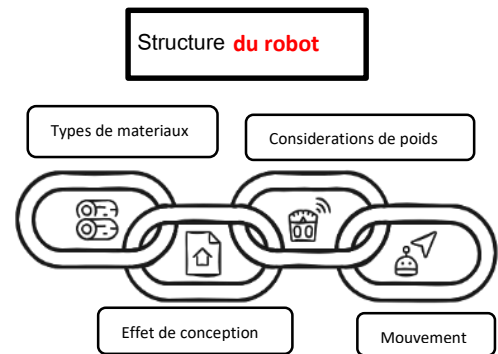 Structure du robot
Types de materiaux
Considerations de poids
Effet de conception
Mouvement